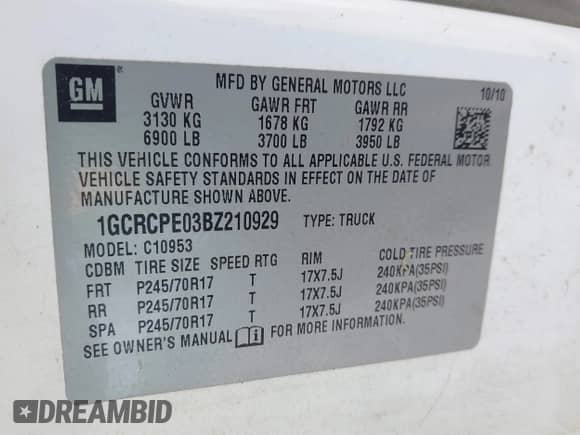 GM
®
MFD BY GENERAL MOTORS LLC
10/10
GVWR GAWR FRT GAWR RR
3130 KG 1678 KG 1792 KG
6900 LB 3700 LB 3950 LB
THIS VEHICLE CONFORMS TO ALL APPLICABLE U.S. FEDERAL MOTOR
VEHICLE SAFETY STANDARDS IN EFFECT ON THE DATE OF
MANUFACTURE SHOWN ABOVE.
1GCRCPE03BZ210929 TYPE: TRUCK
MODEL: C10953
CDBM TIRE SIZE SPEED RTG RIM COLD TIRE PRESSURE
FRT P245/70R17 T 17X7.5J 240KPA(35PSI)
RR P245/70R17 T 17X7.5J 240KPA(35PSI)
SPA P245/70R17 T 17X7.5J 240KPA(35PSI)
SEE OWNER'S MANUAL i FOR MORE INFORMATION.
DREAMBID